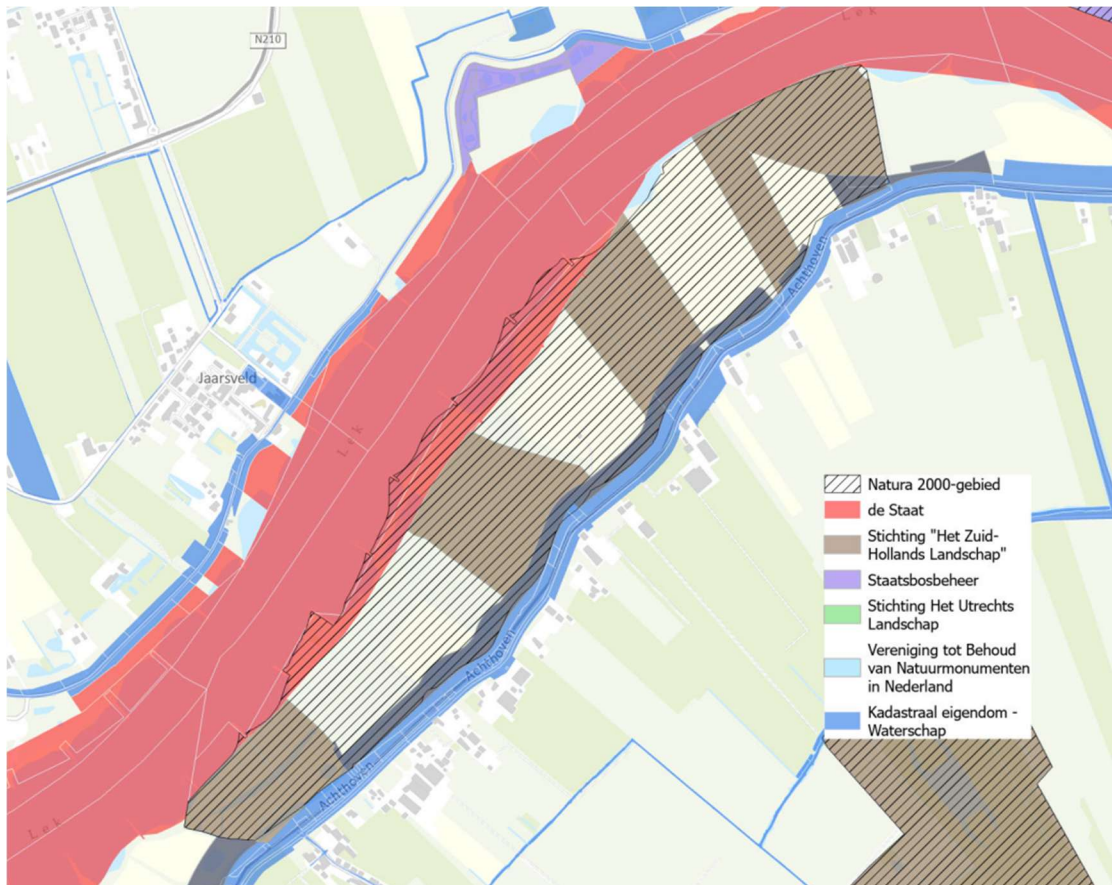 Lek
N210
Achthoven
Jaarsveld
Lek
Natura 2000-gebied
de Staat
Stichting "Het Zuid-
Hollands Landschap"
Staatsbosbeheer
Stichting Het Utrechts
Landschap
Vereniging tot Behoud
van Natuurmonumenten
in Nederland
Kadastraal eigendom -
Waterschap
Achthoven
Achthoven
Lek